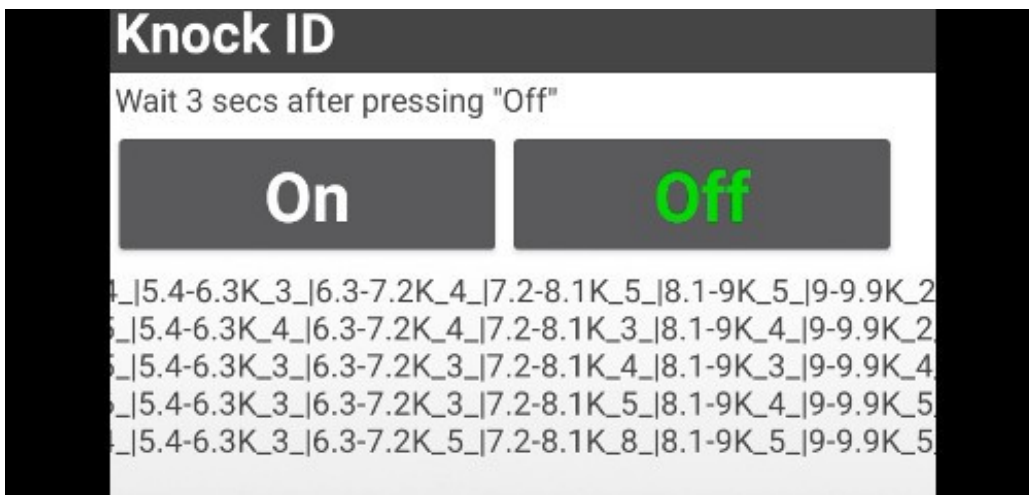 Knock ID
Wait 3 secs after pressing "Off"
On Off
_|5.4-6.3K_3_|6.3-7.2K_4_|7.2-8.1K_5_|8.1-9K_5_|9-9.9K_2
_|5.4-6.3K_4_|6.3-7.2K_4_|7.2-8.1K_3_|8.1-9K_4_|9-9.9K_2
_|5.4-6.3K_3_|6.3-7.2K_3_|7.2-8.1K_4_|8.1-9K_3_|9-9.9K_4
_|5.4-6.3K_3_|6.3-7.2K_3_|7.2-8.1K_5_|8.1-9K_4_|9-9.9K_5
_|5.4-6.3K_3_|6.3-7.2K_5_|7.2-8.1K_8_|8.1-9K_5_|9-9.9K_5